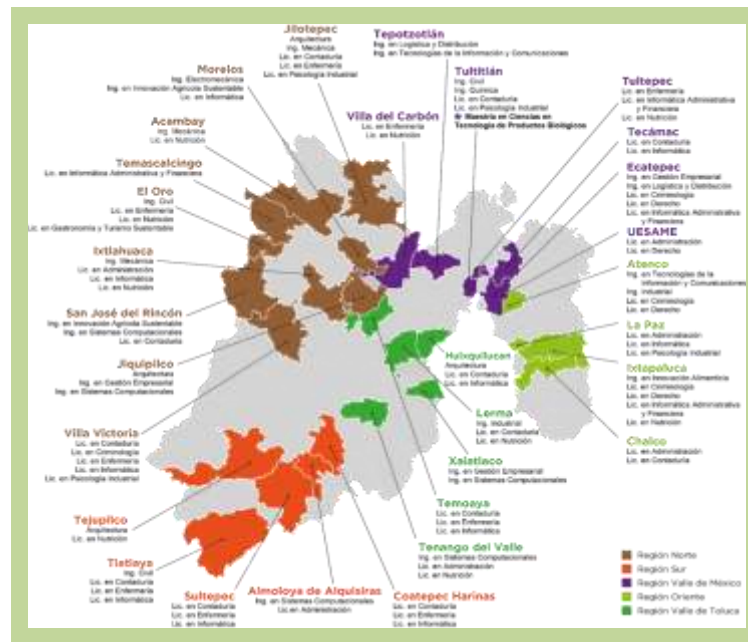 Jilotepec
Arquitectura
Ing. Mecánica
Lic. en Contaduría
Lic. en Enfermería
Lic. en Psicología Industrial
Tepotzotlán
Ing. en Logística y Distribución
Ing. en Tecnologías de la Información y Comunicaciones
Morelos
Ing. Electromecánica
Ing. en Innovación Agrícola Sustentable
Lic. en Informática
Tultitlán
Ing. Civil
Ing. Química
Lic. en Contaduría
Lic. en Psicología Industrial
Maestría en Ciencias en
Tecnología de Productos Biológicos
Tultepec
Lic. en Enfermería
Lic. en Informática Administrativa
y Financiera
Lic. en Nutrición
Villa del Carbón
Lic. en Enfermería
Lic. en Nutrición
Acambay
Ing. Mecánica
Lic. en Nutrición
Tecámac
Lic. en Contaduría
Lic. en Informática
Temascalcingo
Lic. en Informática Administrativa y Financiera
Ecatepec
Ing. en Gestión Empresarial
Ing. en Logística y Distribución
Lic. en Criminología
Lic. en Derecho
Lic. en Informática Administrativa y
Financiera
El Oro
Ing. Civil
Lic. en Enfermería
Lic. en Nutrición
Lic. en Gastronomía y Turismo Sustentable
UESAME
Lic. en Administración
Lic. en Derecho
Ixtlahuaca
Ing. Mecánica
Lic. en Administración
Lic. en Informática
Lic. en Nutrición
Atenco
Ing. en Tecnologías de la
Información y Comunicaciones
Ing. Industrial
Lic. en Criminología
Lic. en Derecho
San José del Rincón
Ing. en Innovación Agrícola Sustentable
Ing. en Sistemas Computacionales
Lic. en Contaduría
La Paz
Lic. en Administración
Lic. en Informática
Lic. en Psicología Industrial
Jiquipilco
Arquitectura
Ing. en Gestión Empresarial
Ing. en Sistemas Computacionales
Huixquilucan
Arquitectura
Lic. en Contaduría
Lic. en Informática
Ixtapaluca
Ing. en Innovación Alimenticia
Lic. en Criminología
Lic. en Derecho
Lic. en Informática Administrativa
y Financiera
Lic. en Nutrición
Lerma
Ing. Industrial
Lic. en Contaduría
Lic. en Nutrición
Villa Victoria
Lic. en Contaduría
Lic. en Criminología
Lic. en Enfermería
Lic. en Informática
Lic. en Psicología Industrial
Chalco
Lic. en Administración
Lic. en Contaduría
Xalatlaco
Ing. en Gestión Empresarial
Ing. en Sistemas Computacionales
Temoaya
Lic. en Contaduría
Lic. en Enfermería
Lic. en Informática
Tejupilco
Arquitectura
Lic. en Nutrición
Tenango del Valle
Ing. en Sistemas Computacionales
Lic. en Administración
Lic. en Nutrición
Tlatlaya
Ing. Civil
Lic. en Contaduría
Lic. en Enfermería
Lic. en Informática
Sultepec
Lic. en Contaduría
Lic. en Enfermería
Lic. en Informática
Almoloya de Alquisiras
Ing. en Sistemas Computacionales
Lic. en Administración
Coatepec Harinas
Lic. en Contaduría
Lic. en Enfermería
Lic. en Informática
Región Norte
Región Sur
Región Valle de México
Región Oriente
Región Valle de Toluca